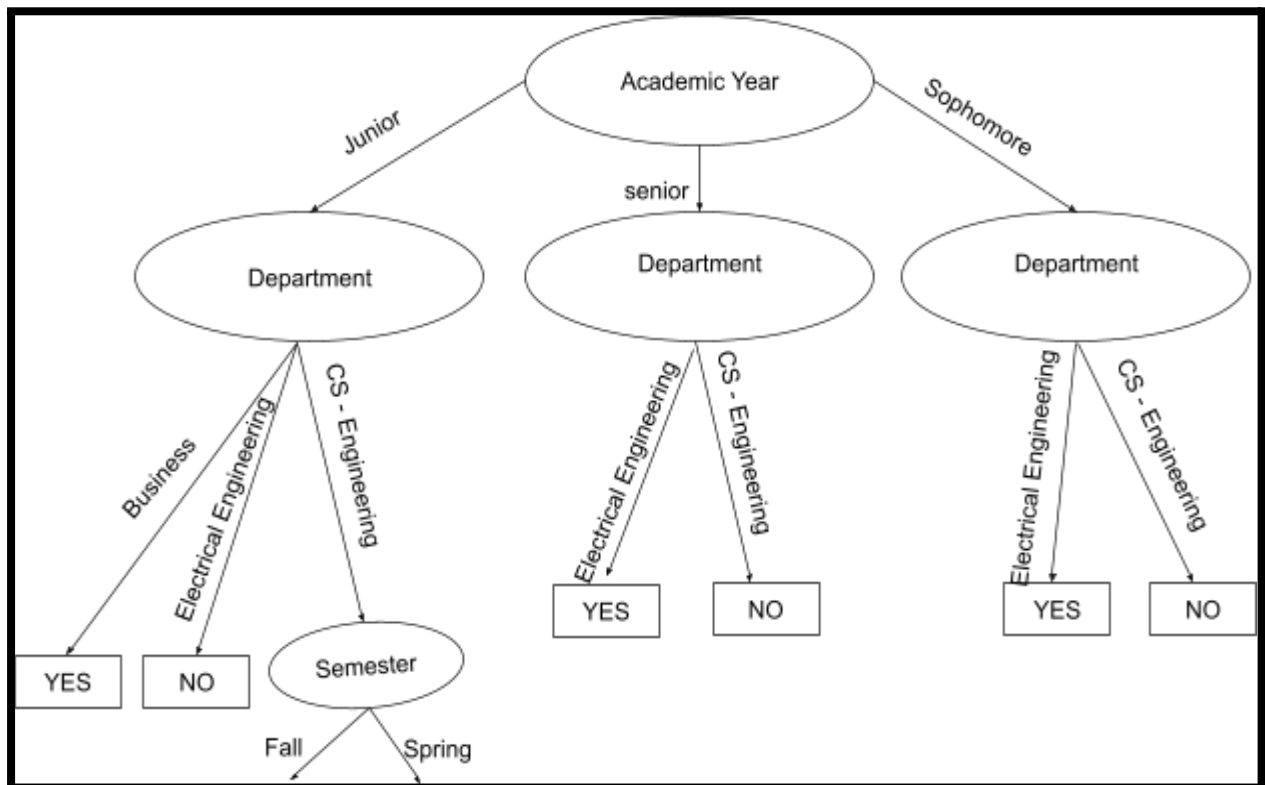 Academic Year
Junior
senior
Sophomore
Department
Department
Department
Business
Electrical Engineering
CS - Engineering
Electrical Engineering
CS - Engineering
Electrical Engineering
CS - Engineering
YES
NO
Semester
YES
NO
YES
NO
Fall
Spring